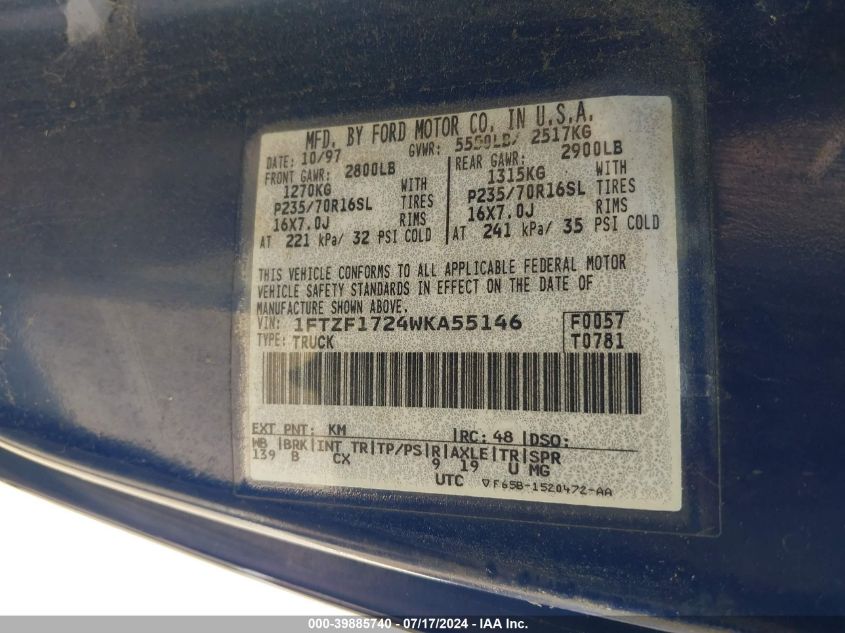 MFD. BY FORD MOTOR CO. IN U.S.A.
DATE: 10/97 GVWR: 5550LB/ 2517KG
FRONT GAWR: 2800LB REAR GAWR: 2900LB
1270KG WITH 1315KG WITH
P235/70R16SL TIRES P235/70R16SL TIRES
16X7.0J RIMS 16X7.0J RIMS
AT 221 kPa/ 32 PSI COLD AT 241 kPa/ 35 PSI COLD
THIS VEHICLE CONFORMS TO ALL APPLICABLE FEDERAL MOTOR
VEHICLE SAFETY STANDARDS IN EFFECT ON THE DATE OF
MANUFACTURE SHOWN ABOVE.
VIN: 1FTZF1724WKA55146 F0057
TYPE: TRUCK T0781
EXT PNT: KM RC: 48 DSO:
WB BRK INT TR TP/PS R AXLE TR SPR
139 B CX 9 19 U MG
UTC F65B-1520472-AA
000-39885740 - 07/17/2024 - IAA Inc.